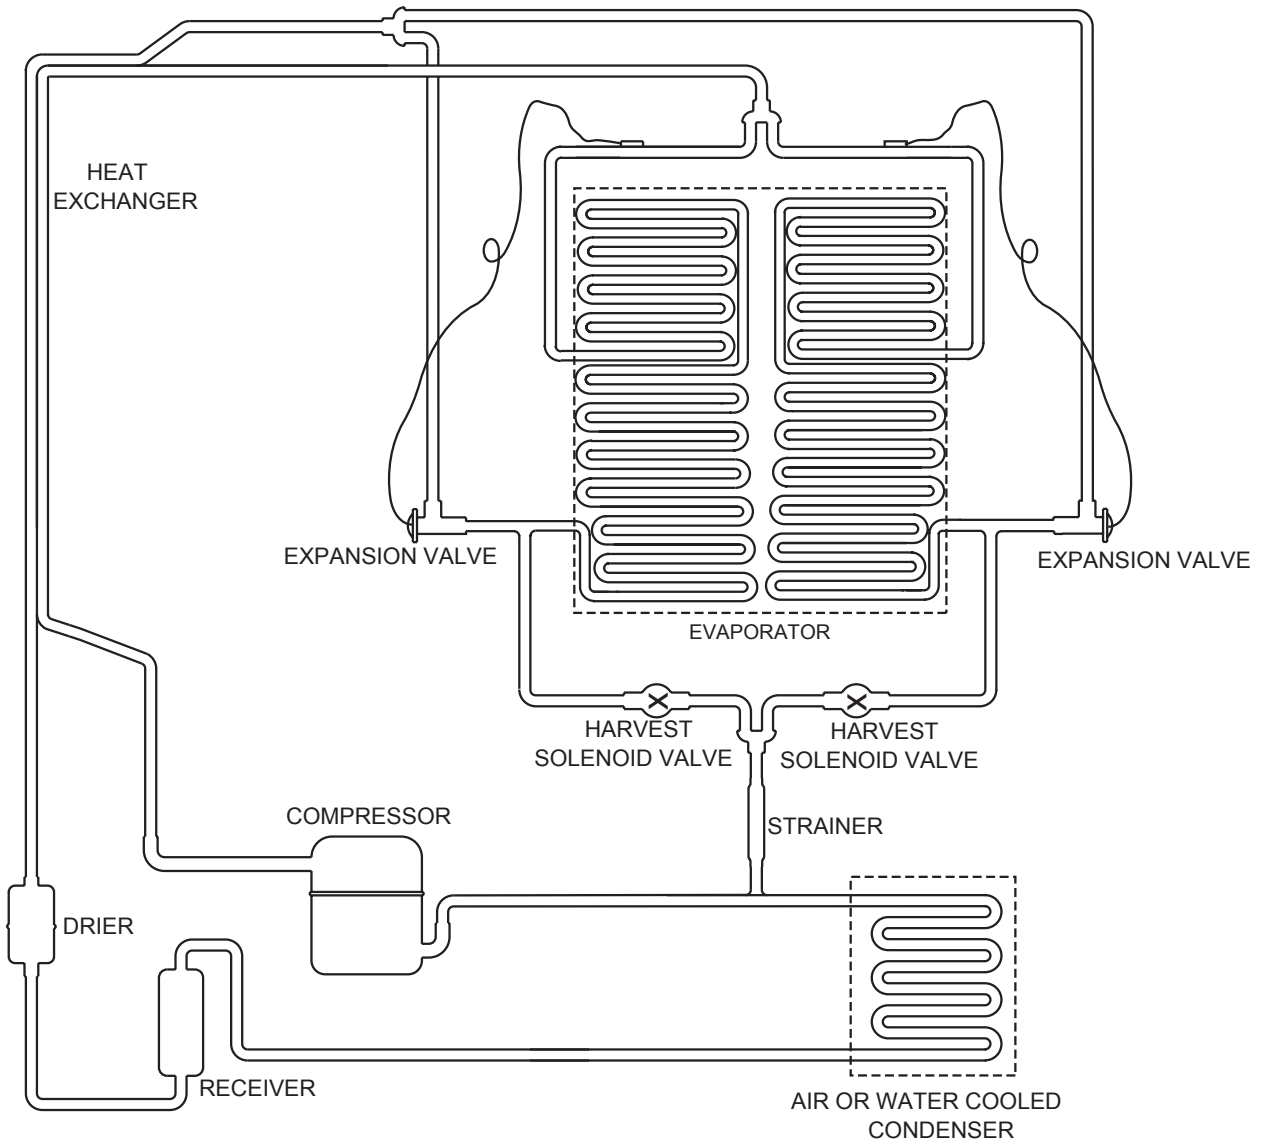 HEAT
EXCHANGER
EXPANSION VALVE
EXPANSION VALVE
EVAPORATOR
HARVEST
SOLENOID VALVE
HARVEST
SOLENOID VALVE
COMPRESSOR
STRAINER
DRIER
RECEIVER
AIR OR WATER COOLED
CONDENSER